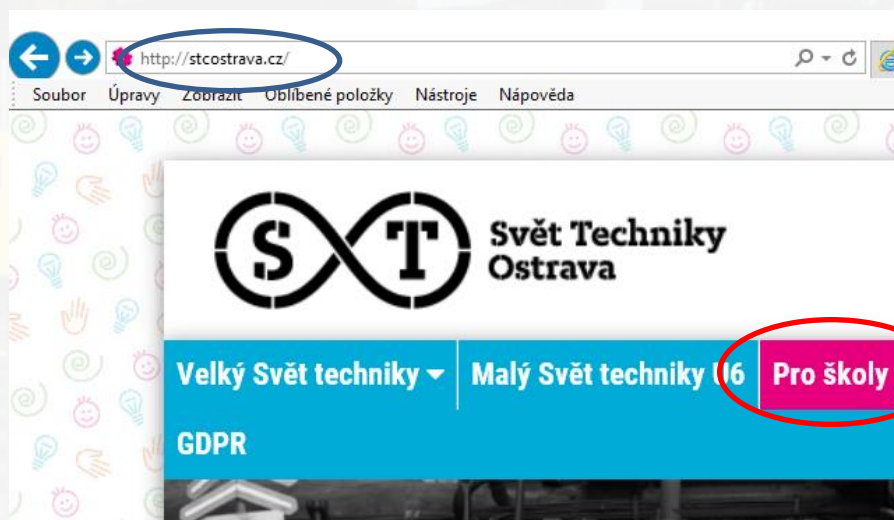 http://stcostrava.cz/
Soubor Úpravy Zobrazit Oblíbené položky Nástroje Nápověda
S T Svět Techniky
Ostrava
Velký Svět techniky Malý Svět techniky U6 Pro školy
GDPR